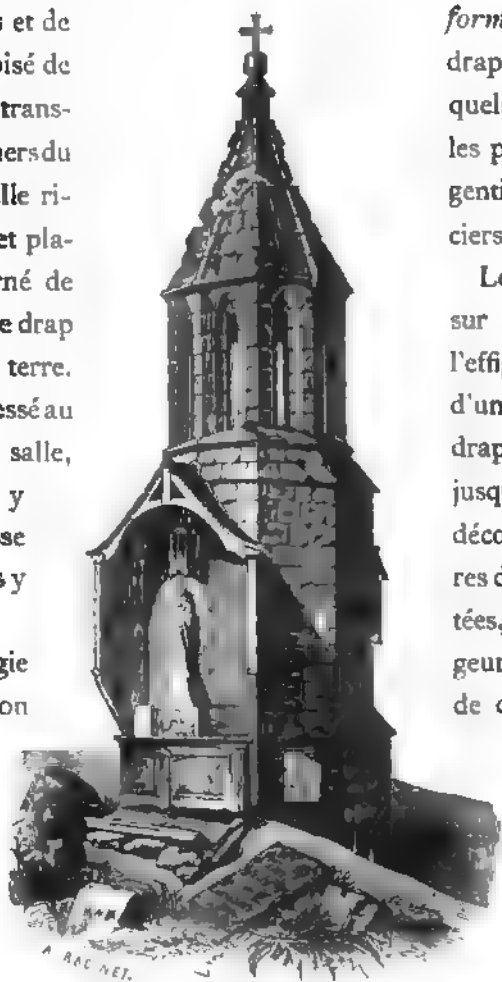 s et de
oisé de
trans-
ners du
lle ri-
et pla-
rné de
e drap
terre.
essé au
salle,
y
se
s y
gie
on
form
drap
quel
les p
genti
ciers
Le
sur
l'effi
d'un
drap
jusq
déco
res d
tées,
geur
de c
A. RACINET.